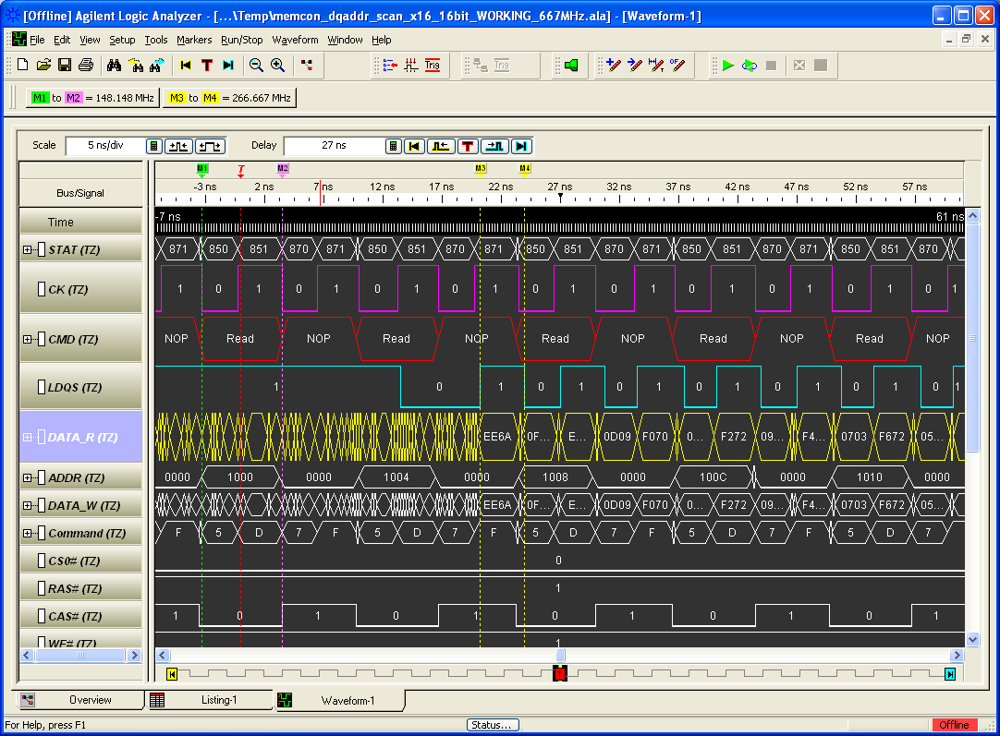 [Offline] Agilent Logic Analyzer - [...\Temp\memcon_dqaddr_scan_x16_16bit_WORKING_667MHz.ala] - [Waveform-1]
File Edit View Setup Tools Markers Run/Stop Waveform Window Help
T Trig Trig
M1 to M2 = 148.148 MHz M3 to M4 = 266.667 MHz
Scale 5 ns/div Delay 27 ns T
M1 T M2 M3 M4
Bus/Signal -3 ns 2 ns 7 ns 12 ns 17 ns 22 ns 27 ns 32 ns 37 ns 42 ns 47 ns 52 ns 57 ns
Time -7 ns 61 ns
STAT (TZ) 871 850 851 870 871 850 851 870 871 850 851 870 871 850 851 870 871 850 851 870
CK (TZ) 1 0 1 0 1 0 1 0 1 0 1 0 1 0 1 0 1 0 1 0 1
CMD (TZ) NOP Read NOP Read NOP Read NOP Read NOP Read NOP
LDQS (TZ) 1 0 1 0 1 0 1 0 1 0 1 0 1 0 1
DATA_R (TZ) EE6A 0F... E... 0D09 F070 0... F272 09... F4... 0703 F672 05...
ADDR (TZ) 0000 1000 0000 1004 0000 1008 0000 100C 0000 1010 0000
DATA_W (TZ) EE6A 0F... E... 0D09 F070 0... F272 09... F4... 0703 F672 05...
Command (TZ) F 5 D 7 F 5 D 7 F 5 D 7 F 5 D 7 F 5 D 7
CS0# (TZ) 0
RAS# (TZ) 1
CAS# (TZ) 1 0 1 0 1 0 1 0 1 0 1
WE# (TZ) 1
Overview Listing-1 Waveform-1
For Help, press F1 Status... Offline